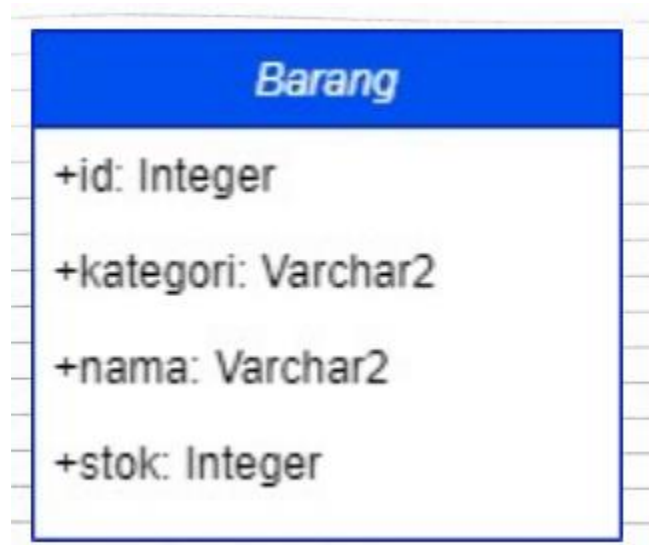 Barang
+id: Integer
+kategori: Varchar2
+nama: Varchar2
+stok: Integer